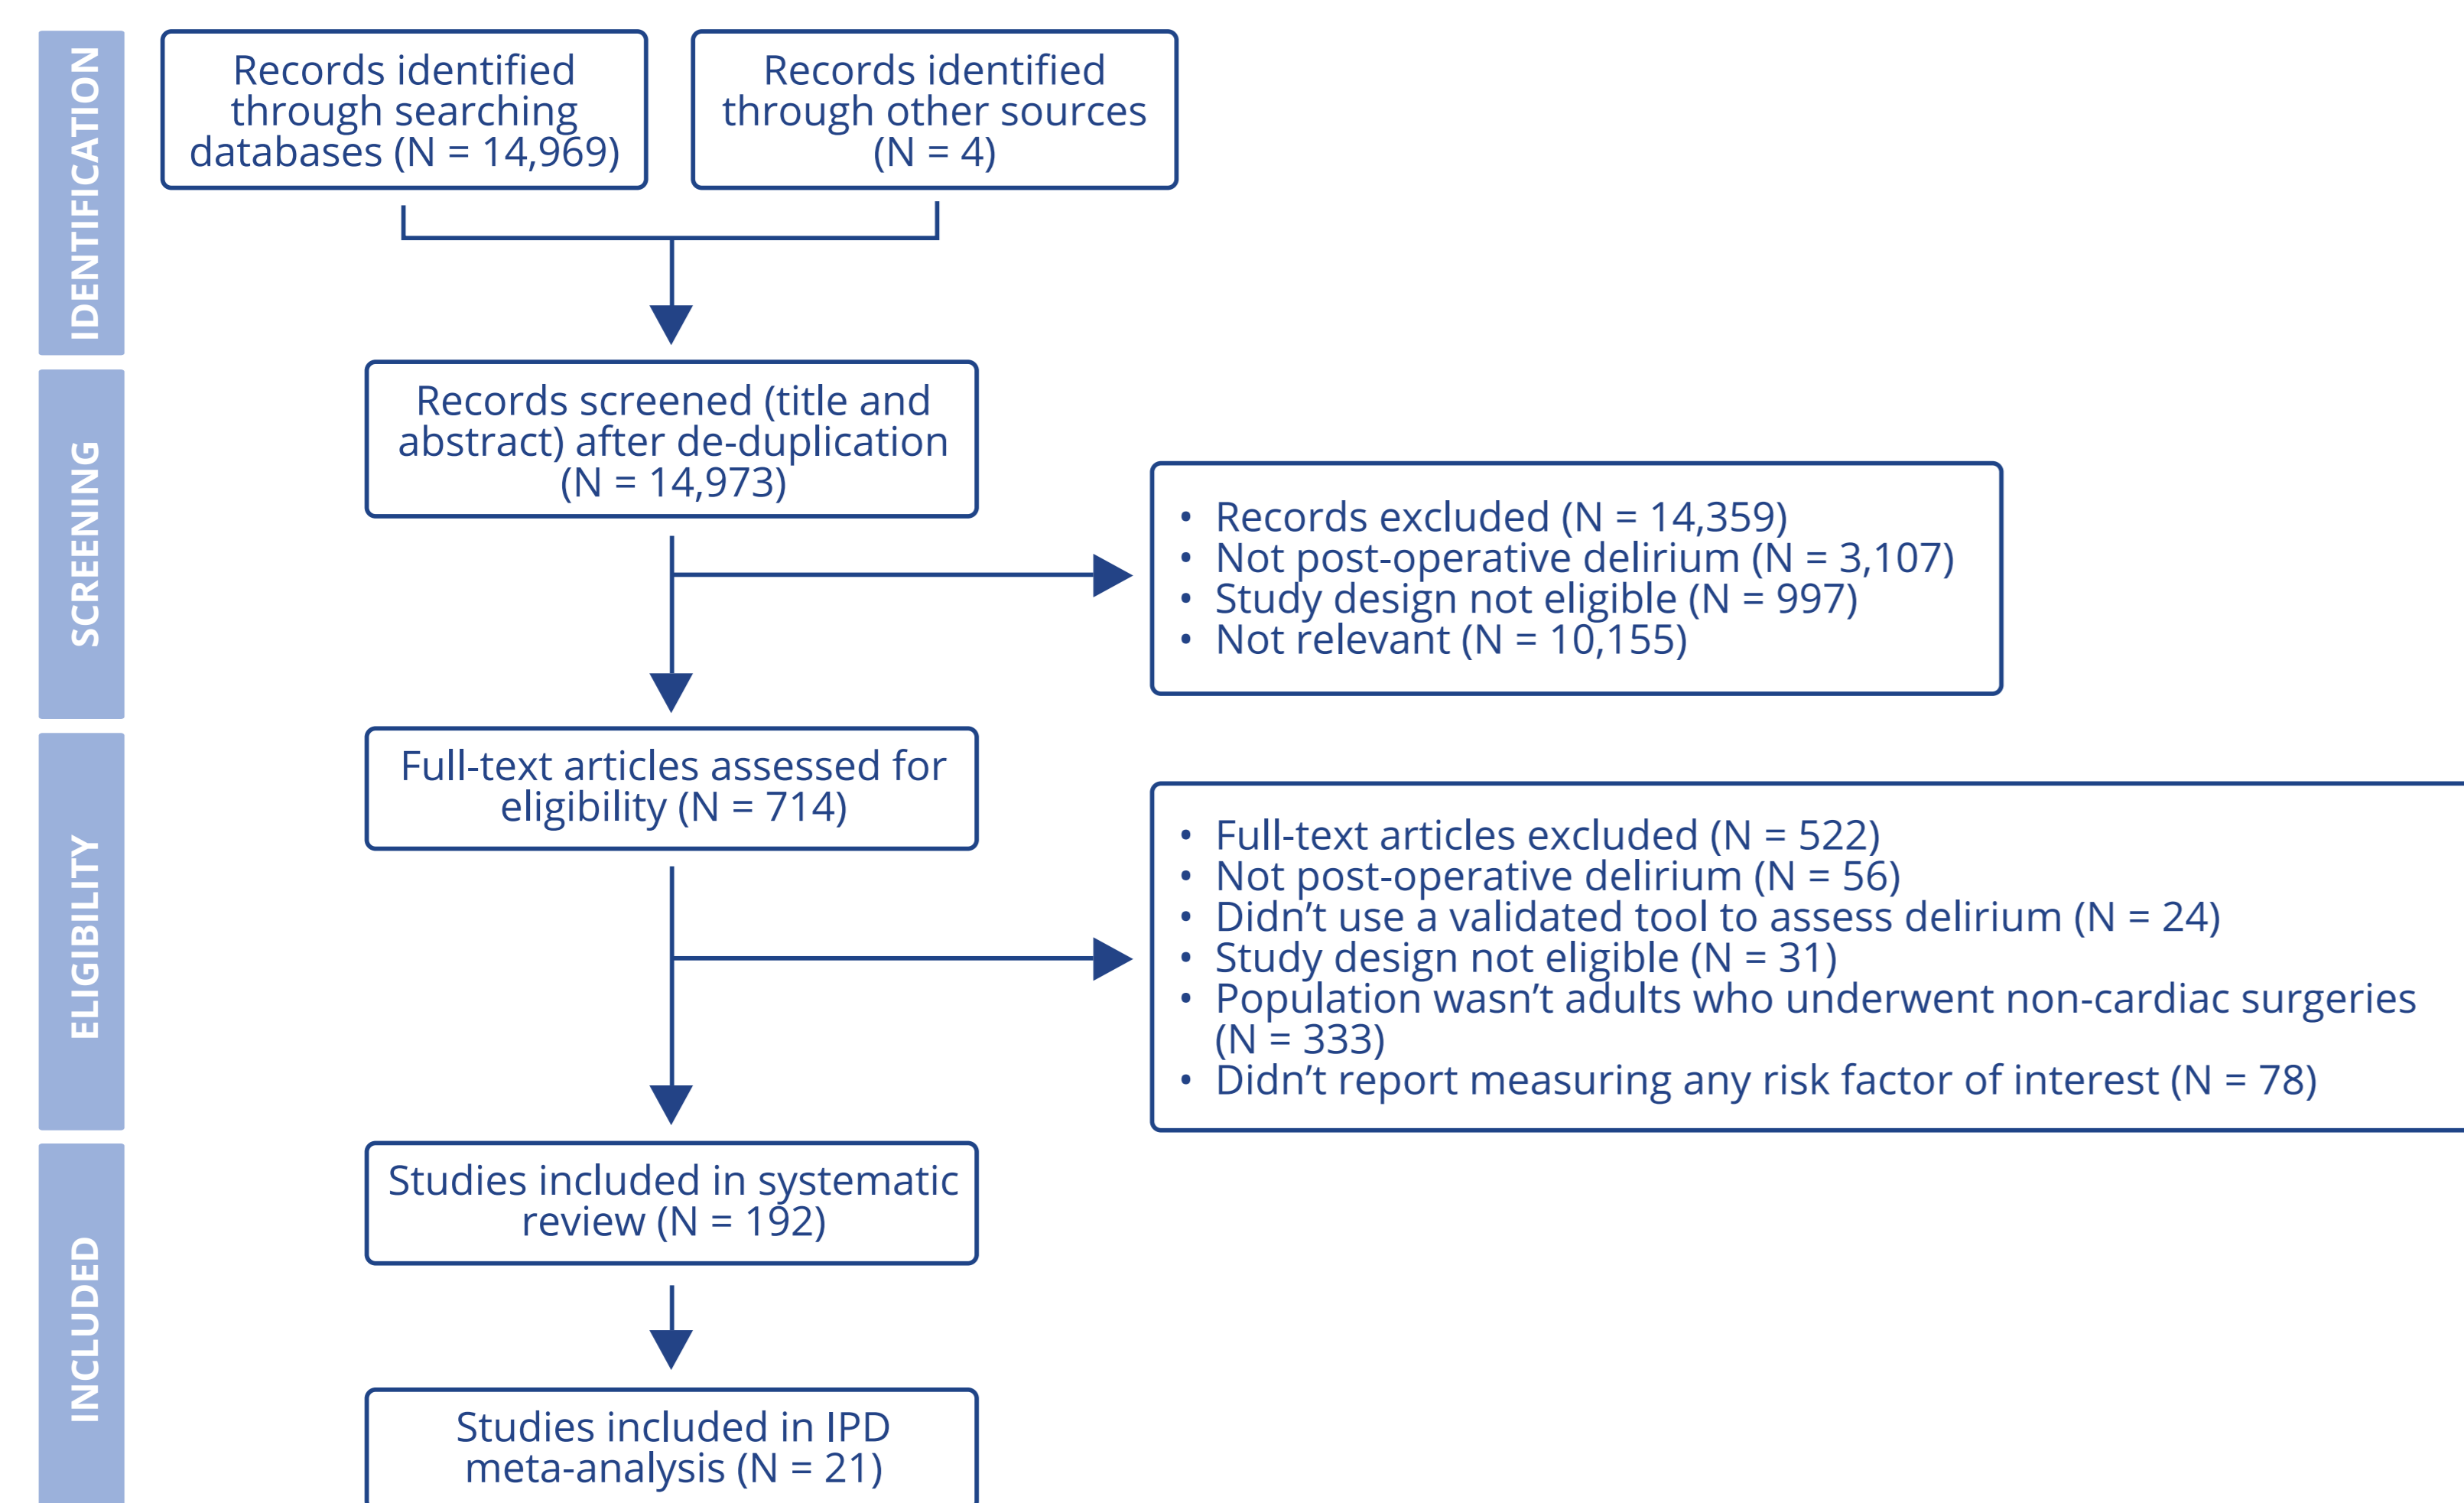 IDENTIFICATION
Records identified
through searching
databases (N = 14,969)
Records identified
through other sources
(N = 4)
SCREENING
Records screened (title and
abstract) after de-duplication
(N = 14,973)
• Records excluded (N = 14,359)
• Not post-operative delirium (N = 3,107)
• Study design not eligible (N = 997)
• Not relevant (N = 10,155)
ELIGIBILITY
Full-text articles assessed for
eligibility (N = 714)
• Full-text articles excluded (N = 522)
• Not post-operative delirium (N = 56)
• Didn’t use a validated tool to assess delirium (N = 24)
• Study design not eligible (N = 31)
• Population wasn’t adults who underwent non-cardiac surgeries
(N = 333)
• Didn’t report measuring any risk factor of interest (N = 78)
INCLUDED
Studies included in systematic
review (N = 192)
Studies included in IPD
meta-analysis (N = 21)